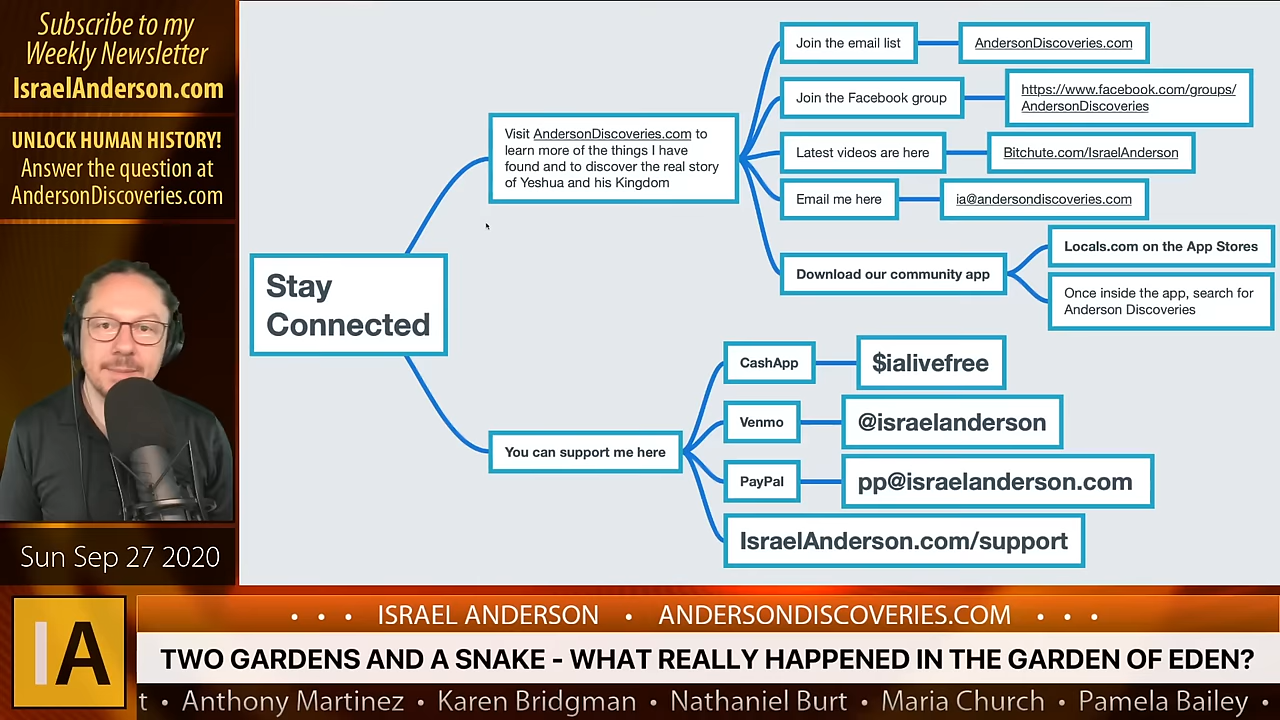 Subscribe to my
Weekly Newsletter
IsraelAnderson.com
UNLOCK HUMAN HISTORY!
Answer the question at
AndersonDiscoveries.com
Sun Sep 27 2020
Stay
Connected
Visit AndersonDiscoveries.com to
learn more of the things I have
found and to discover the real story
of Yeshua and his Kingdom
Join the email list
AndersonDiscoveries.com
Join the Facebook group
https://www.facebook.com/groups/
AndersonDiscoveries
Latest videos are here
Bitchute.com/IsraelAnderson
Email me here
ia@andersondiscoveries.com
Download our community app
Locals.com on the App Stores
Once inside the app, search for
Anderson Discoveries
You can support me here
CashApp
$ialivefree
Venmo
@israelanderson
PayPal
pp@israelanderson.com
IsraelAnderson.com/support
IA
• • • ISRAEL ANDERSON • ANDERSONDISCOVERIES.COM • • •
TWO GARDENS AND A SNAKE - WHAT REALLY HAPPENED IN THE GARDEN OF EDEN?
t • Anthony Martinez • Karen Bridgman • Nathaniel Burt • Maria Church • Pamela Bailey •